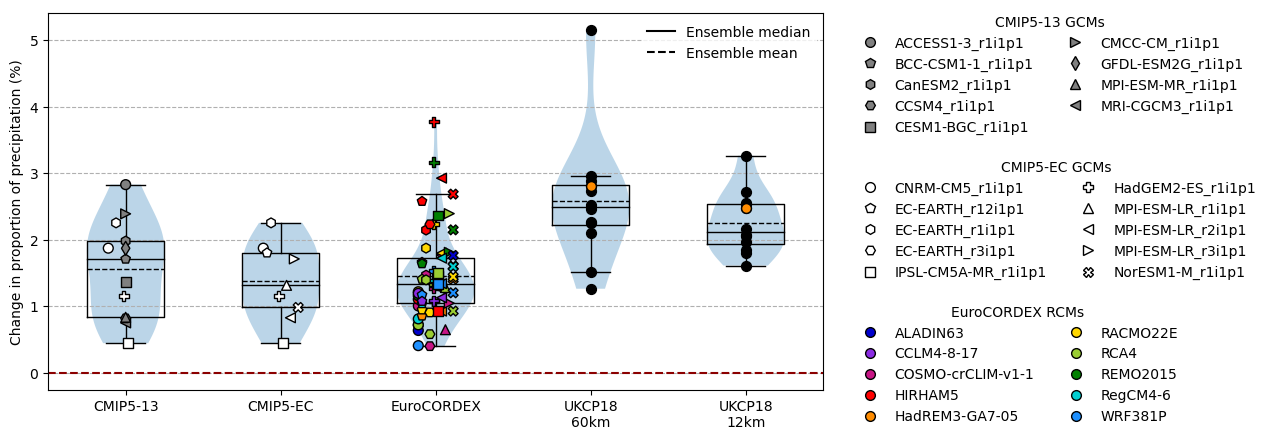 Change in proportion of precipitation (%)
5
4
3
2
1
0
Ensemble median
Ensemble mean
CMIP5-13
CMIP5-EC
EuroCORDEX
UKCP18
60km
UKCP18
12km
CMIP5-13 GCMs
ACCESS1-3_r1i1p1
BCC-CSM1-1_r1i1p1
CanESM2_r1i1p1
CCSM4_r1i1p1
CESM1-BGC_r1i1p1
CMCC-CM_r1i1p1
GFDL-ESM2G_r1i1p1
MPI-ESM-MR_r1i1p1
MRI-CGCM3_r1i1p1
CMIP5-EC GCMs
CNRM-CM5_r1i1p1
EC-EARTH_r12i1p1
EC-EARTH_r1i1p1
EC-EARTH_r3i1p1
IPSL-CM5A-MR_r1i1p1
HadGEM2-ES_r1i1p1
MPI-ESM-LR_r1i1p1
MPI-ESM-LR_r2i1p1
MPI-ESM-LR_r3i1p1
NorESM1-M_r1i1p1
EuroCORDEX RCMs
ALADIN63
CCLM4-8-17
COSMO-crCLIM-v1-1
HIRHAM5
HadREM3-GA7-05
RACMO22E
RCA4
REMO2015
RegCM4-6
WRF381P